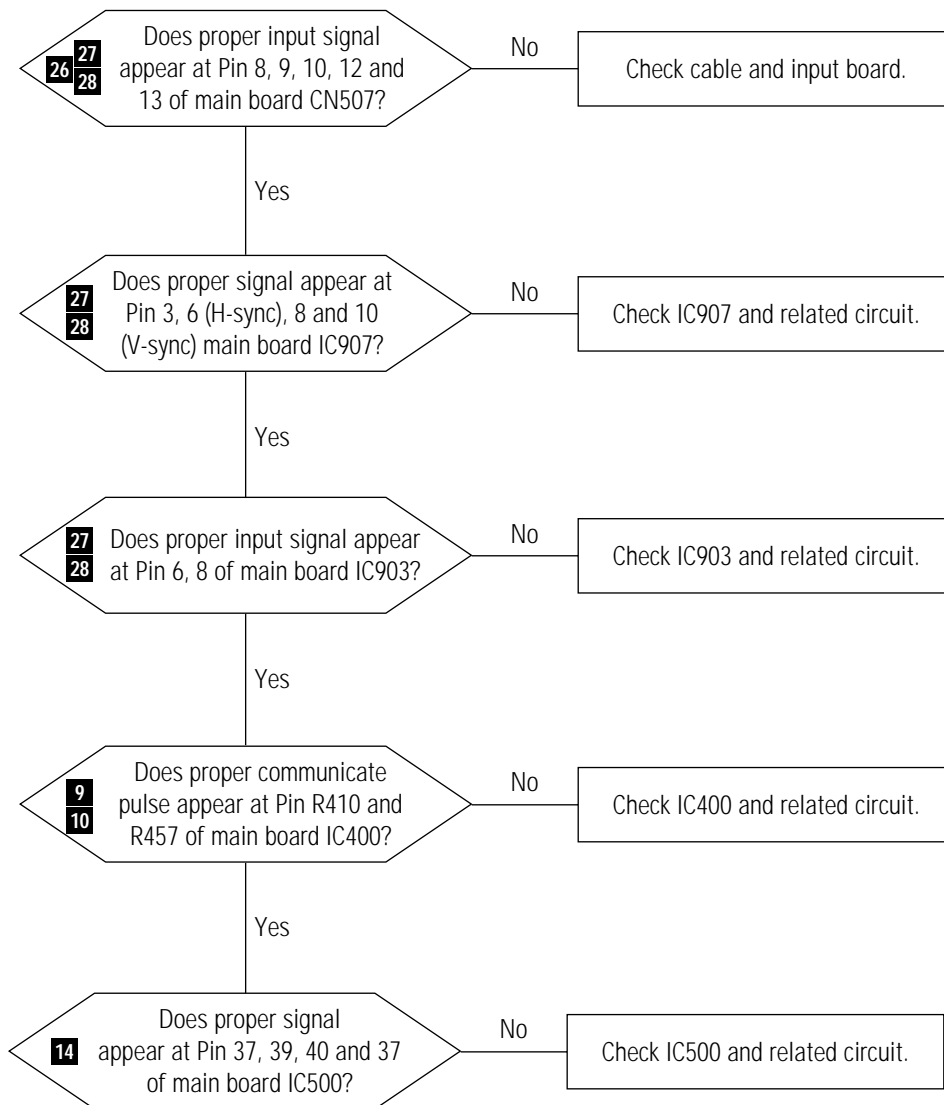 26
27
28
Does proper input signal
appear at Pin 8, 9, 10, 12 and
13 of main board CN507?
No
Check cable and input board.
Yes
27
28
Does proper signal appear at
Pin 3, 6 (H-sync), 8 and 10
(V-sync) main board IC907?
No
Check IC907 and related circuit.
Yes
27
28
Does proper input signal appear
at Pin 6, 8 of main board IC903?
No
Check IC903 and related circuit.
Yes
9
10
Does proper communicate
pulse appear at Pin R410 and
R457 of main board IC400?
No
Check IC400 and related circuit.
Yes
14
Does proper signal
appear at Pin 37, 39, 40 and 37
of main board IC500?
No
Check IC500 and related circuit.